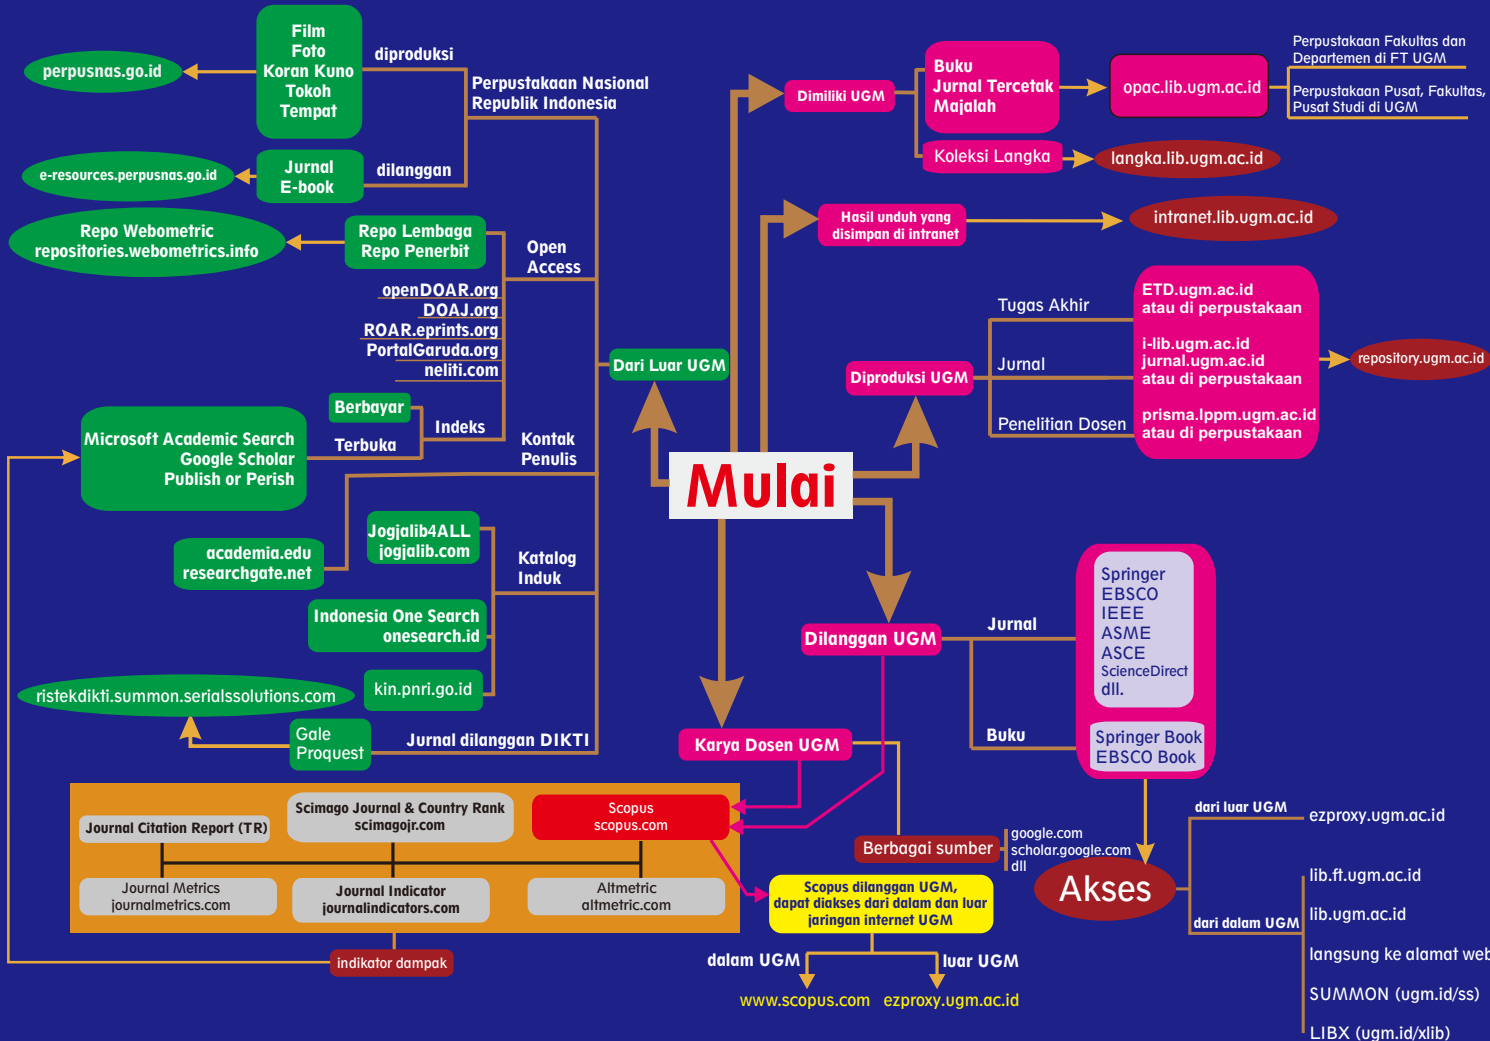 Film
Foto
Koran Kuno
Tokoh
Tempat
diproduksi
perpusnas.go.id
Perpustakaan Nasional
Republik Indonesia
Jurnal
E-book
dilanggan
e-resources.perpusnas.go.id
Repo Webometric
repositories.webometrics.info
Repo Lembaga
Repo Penerbit
Open
Access
openDOAR.org
DOAJ.org
ROAR.eprints.org
PortalGaruda.org
neliti.com
Dari Luar UGM
Berbayar
Indeks
Terbuka
Microsoft Academic Search
Google Scholar
Publish or Perish
Kontak
Penulis
academia.edu
researchgate.net
Jogjalib4ALL
jogjalib.com
Katalog
Induk
Indonesia One Search
onesearch.id
kin.pnri.go.id
ristekdikti.summon.serialssolutions.com
Gale
Proquest
Jurnal dilanggan DIKTI
Mulai
Dimiliki UGM
Buku
Jurnal Tercetak
Majalah
opac.lib.ugm.ac.id
Perpustakaan Fakultas dan
Departemen di FT UGM
Perpustakaan Pusat, Fakultas,
Pusat Studi di UGM
Koleksi Langka
langka.lib.ugm.ac.id
Hasil unduh yang
disimpan di intranet
intranet.lib.ugm.ac.id
Diproduksi UGM
Tugas Akhir
Jurnal
Penelitian Dosen
ETD.ugm.ac.id
atau di perpustakaan
i-lib.ugm.ac.id
jurnal.ugm.ac.id
atau di perpustakaan
prisma.lppm.ugm.ac.id
atau di perpustakaan
repository.ugm.ac.id
Dilanggan UGM
Jurnal
Springer
EBSCO
IEEE
ASME
ASCE
ScienceDirect
dll.
Buku
Springer Book
EBSCO Book
Karya Dosen UGM
Berbagai sumber
google.com
scholar.google.com
dll
Akses
dari luar UGM
ezproxy.ugm.ac.id
dari dalam UGM
lib.ft.ugm.ac.id
lib.ugm.ac.id
langsung ke alamat web
SUMMON (ugm.id/ss)
LIBX (ugm.id/xlib)
Journal Citation Report (TR)
Scimago Journal & Country Rank
scimagojr.com
Scopus
scopus.com
Journal Metrics
journalmetrics.com
Journal Indicator
journalindicators.com
Altmetric
altmetric.com
indikator dampak
Scopus dilanggan UGM,
dapat diakses dari dalam dan luar
jaringan internet UGM
dalam UGM
luar UGM
www.scopus.com
ezproxy.ugm.ac.id